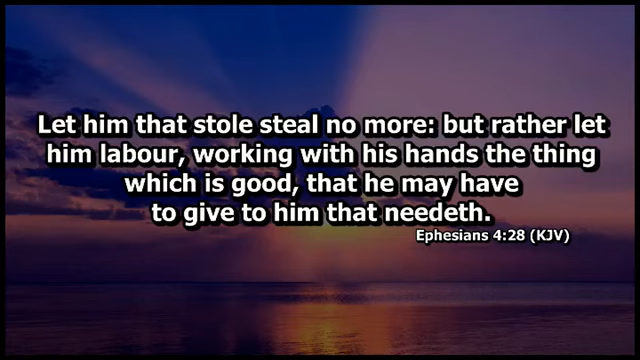 Let him that stole steal no more: but rather let
him labour, working with his hands the thing
which is good, that he may have
to give to him that needeth.
Ephesians 4:28 (KJV)